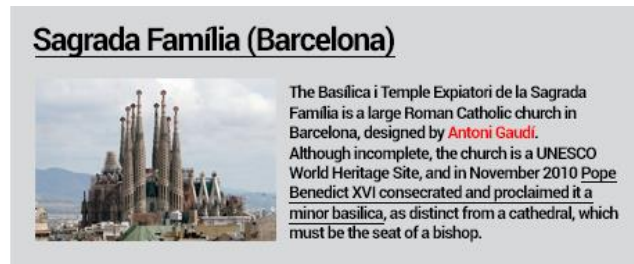 Sagrada Família (Barcelona)
The Basílica i Temple Expiatori de la Sagrada
Família is a large Roman Catholic church in
Barcelona, designed by Antoni Gaudí.
Although incomplete, the church is a UNESCO
World Heritage Site, and in November 2010 Pope
Benedict XVI consecrated and proclaimed it a
minor basilica, as distinct from a cathedral, which
must be the seat of a bishop.